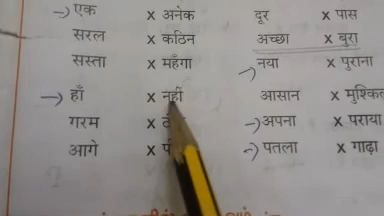 एक x अनेक दूर x पास
सरल x कठिन अच्छा x बुरा
सस्ता x महँगा नया x पुराना
हाँ x नहीं आसान x
गरम x अपना x पराया
आगे x पतला x गाढ़ा